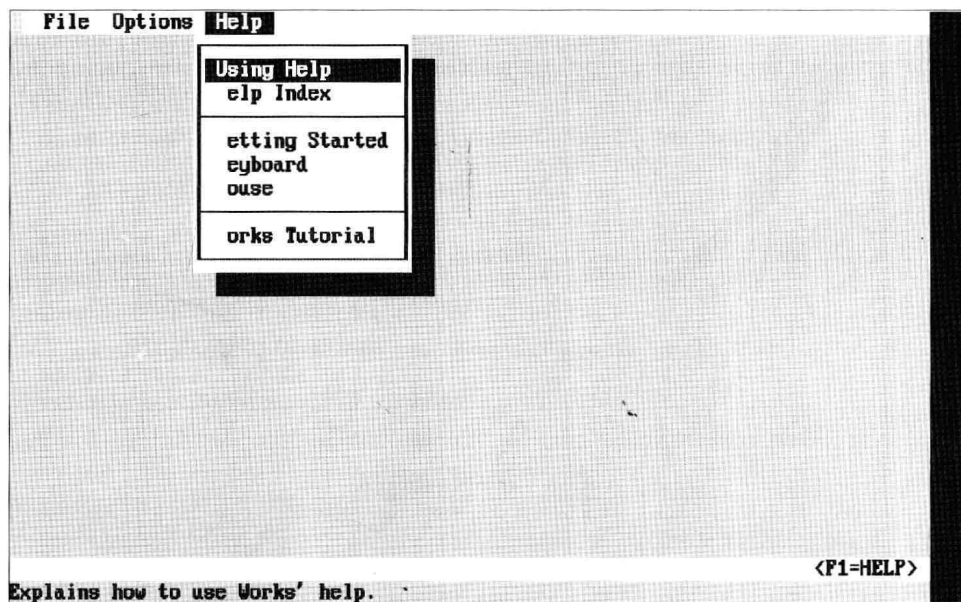 File Options Help
Using Help
elp Index
etting Started
eyboard
ouse
orks Tutorial
<F1=HELP>
Explains how to use Works' help.